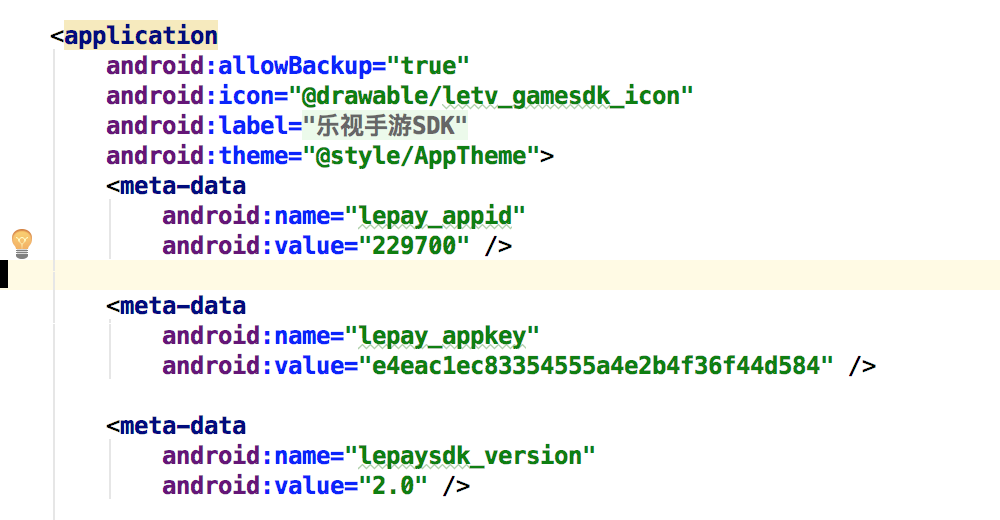 <application
android:allowBackup="true"
android:icon="@drawable/letv_gamesdk_icon"
android:label="乐视手游SDK"
android:theme="@style/AppTheme">
<meta-data
android:name="lepay_appid"
android:value="229700" />
<meta-data
android:name="lepay_appkey"
android:value="e4eac1ec83354555a4e2b4f36f44d584" />
<meta-data
android:name="lepaysdk_version"
android:value="2.0" />